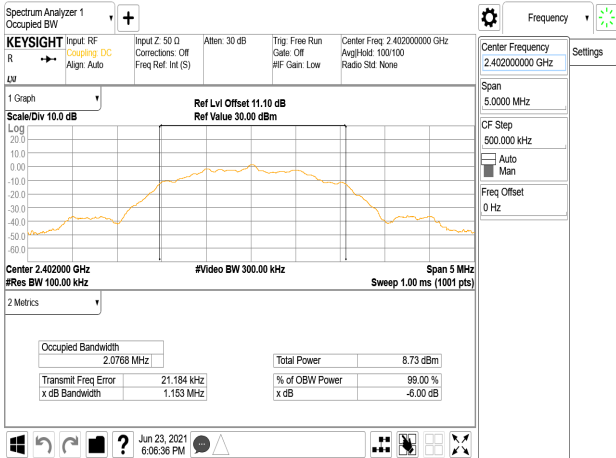 Spectrum Analyzer 1
Occupied BW
KEYSIGHT
R
LXI
Input: RF
Coupling: DC
Align: Auto
Input Z: 50 Ω
Corrections: Off
Freq Ref: Int (S)
Atten: 30 dB
Trig: Free Run
Gate: Off
#IF Gain: Low
Center Freq: 2.402000000 GHz
Avg|Hold: 100/100
Radio Std: None
1 Graph
Scale/Div 10.0 dB
Ref Lvl Offset 11.10 dB
Ref Value 30.00 dBm
Log
20.0
10.0
0.00
-10.0
-20.0
-30.0
-40.0
-50.0
-60.0
Center 2.402000 GHz
#Res BW 100.00 kHz
#Video BW 300.00 kHz
Span 5 MHz
Sweep 1.00 ms (1001 pts)
2 Metrics
Occupied Bandwidth
2.0768 MHz
Total Power 8.73 dBm
Transmit Freq Error 21.184 kHz
% of OBW Power 99.00 %
x dB Bandwidth 1.153 MHz
x dB -6.00 dB
Jun 23, 2021
6:06:36 PM
Frequency
Settings
Center Frequency
2.402000000 GHz
Span
5.0000 MHz
CF Step
500.000 kHz
Auto
Man
Freq Offset
0 Hz